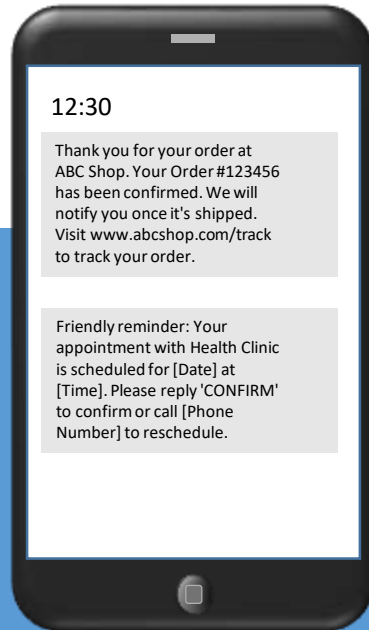 12:30
Thank you for your order at
ABC Shop. Your Order #123456
has been confirmed. We will
notify you once it's shipped.
Visit www.abcshop.com/track
to track your order.
Friendly reminder: Your
appointment with Health Clinic
is scheduled for [Date] at
[Time]. Please reply 'CONFIRM'
to confirm or call [Phone
Number] to reschedule.